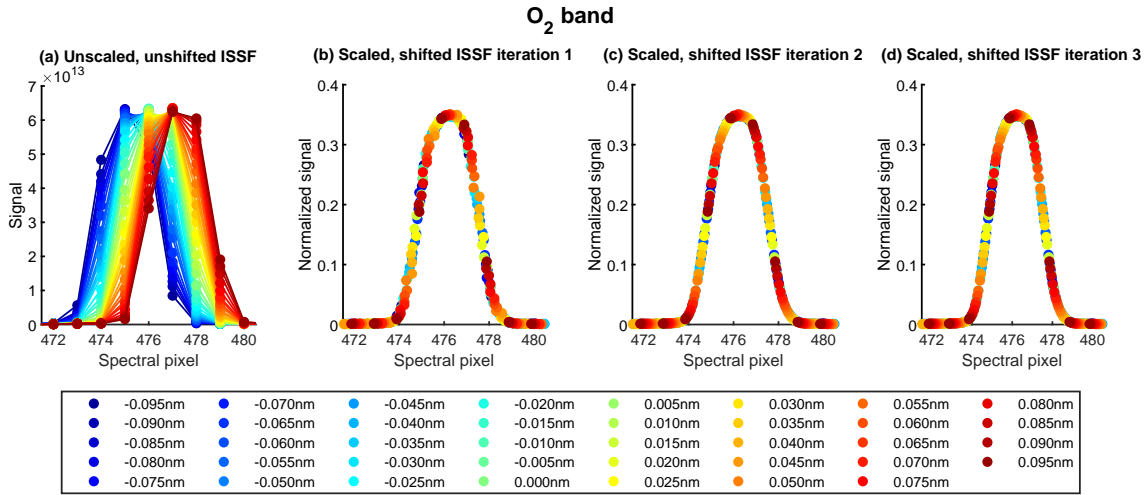 O2 band
(a) Unscaled, unshifted ISSF
(b) Scaled, shifted ISSF iteration 1
(c) Scaled, shifted ISSF iteration 2
(d) Scaled, shifted ISSF iteration 3
×10^13
7
6
5
4
3
2
1
0
Signal
472 474 476 478 480
Spectral pixel
0.4
0.3
0.2
0.1
0
Normalized signal
472 474 476 478 480
Spectral pixel
0.4
0.3
0.2
0.1
0
Normalized signal
472 474 476 478 480
Spectral pixel
0.4
0.3
0.2
0.1
0
Normalized signal
472 474 476 478 480
Spectral pixel
-0.095nm -0.070nm -0.045nm -0.020nm 0.005nm 0.030nm 0.055nm 0.080nm
-0.090nm -0.065nm -0.040nm -0.015nm 0.010nm 0.035nm 0.060nm 0.085nm
-0.085nm -0.060nm -0.035nm -0.010nm 0.015nm 0.040nm 0.065nm 0.090nm
-0.080nm -0.055nm -0.030nm -0.005nm 0.020nm 0.045nm 0.070nm 0.095nm
-0.075nm -0.050nm -0.025nm 0.000nm 0.025nm 0.050nm 0.075nm